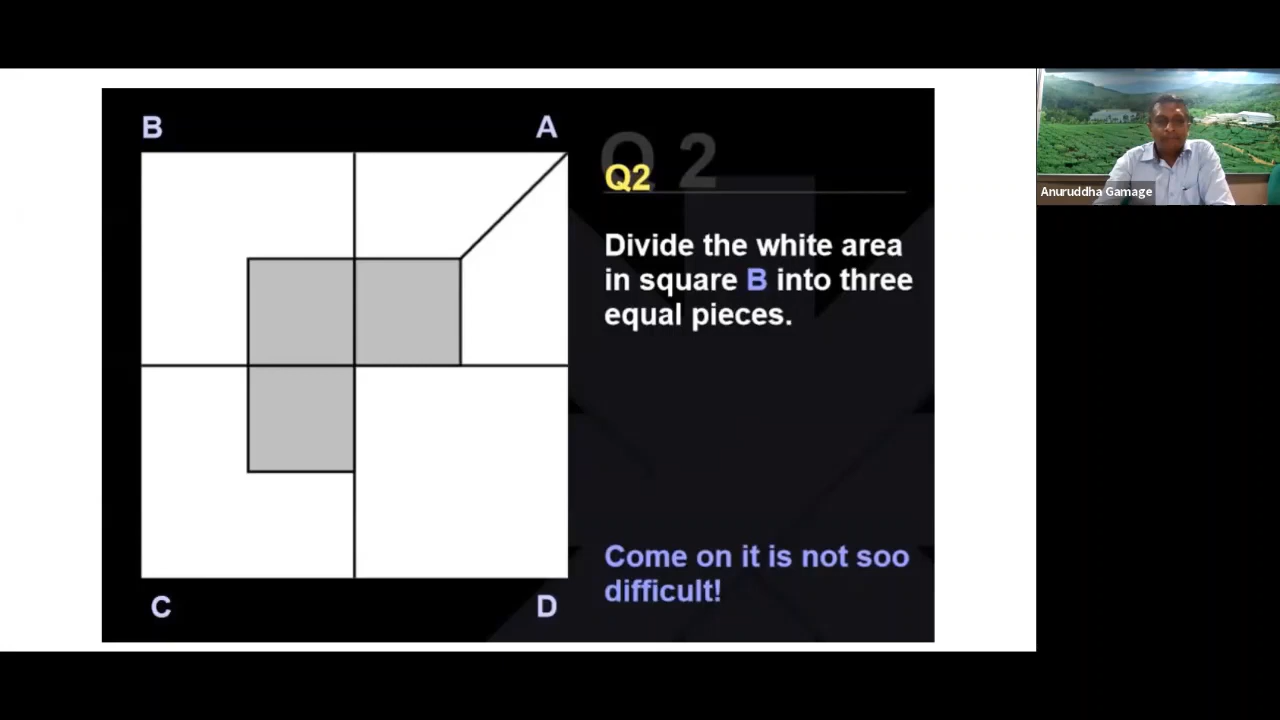 B
A
Q 2
Q2
Divide the white area
in square B into three
equal pieces.
Come on it is not soo
difficult!
C
D
Anuruddha Gamage